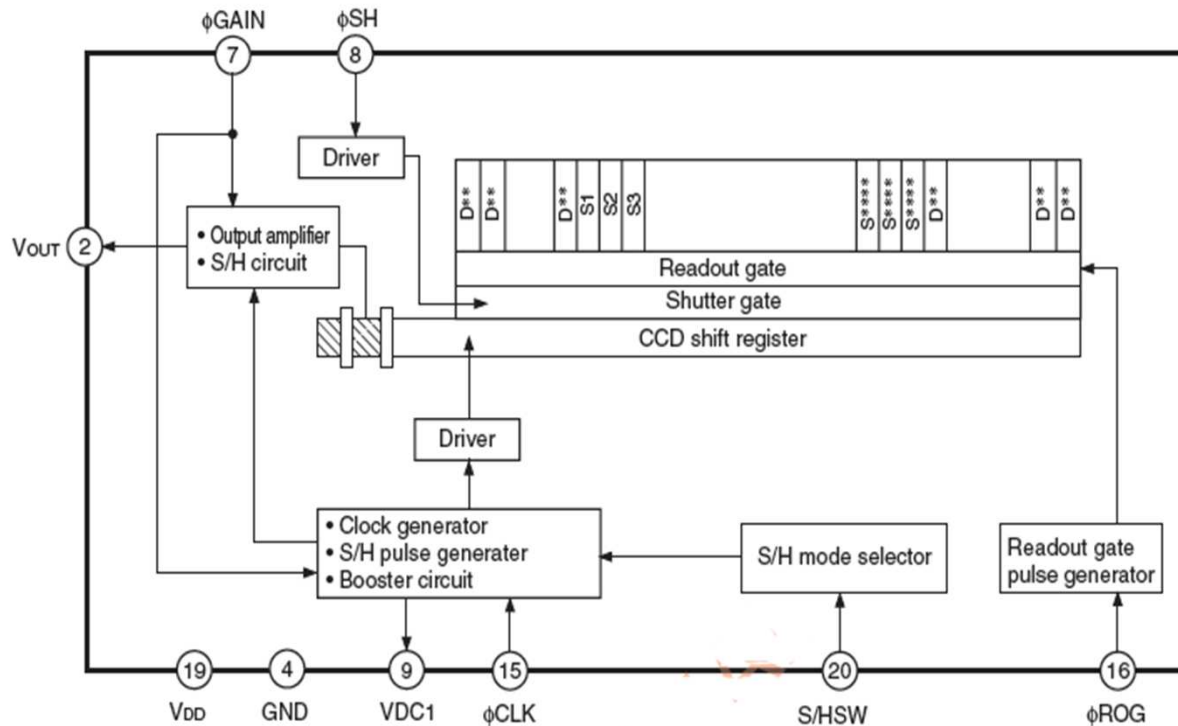 ϕGAIN
ϕSH
7
8
Driver
D**
D**
D**
S1
S2
S3
S****
S****
S****
D**
D**
D**
VOUT
2
• Output amplifier
• S/H circuit
Readout gate
Shutter gate
CCD shift register
Driver
• Clock generator
• S/H pulse generater
• Booster circuit
S/H mode selector
Readout gate
pulse generator
19
4
9
15
20
16
VDD
GND
VDC1
ϕCLK
S/HSW
ϕROG